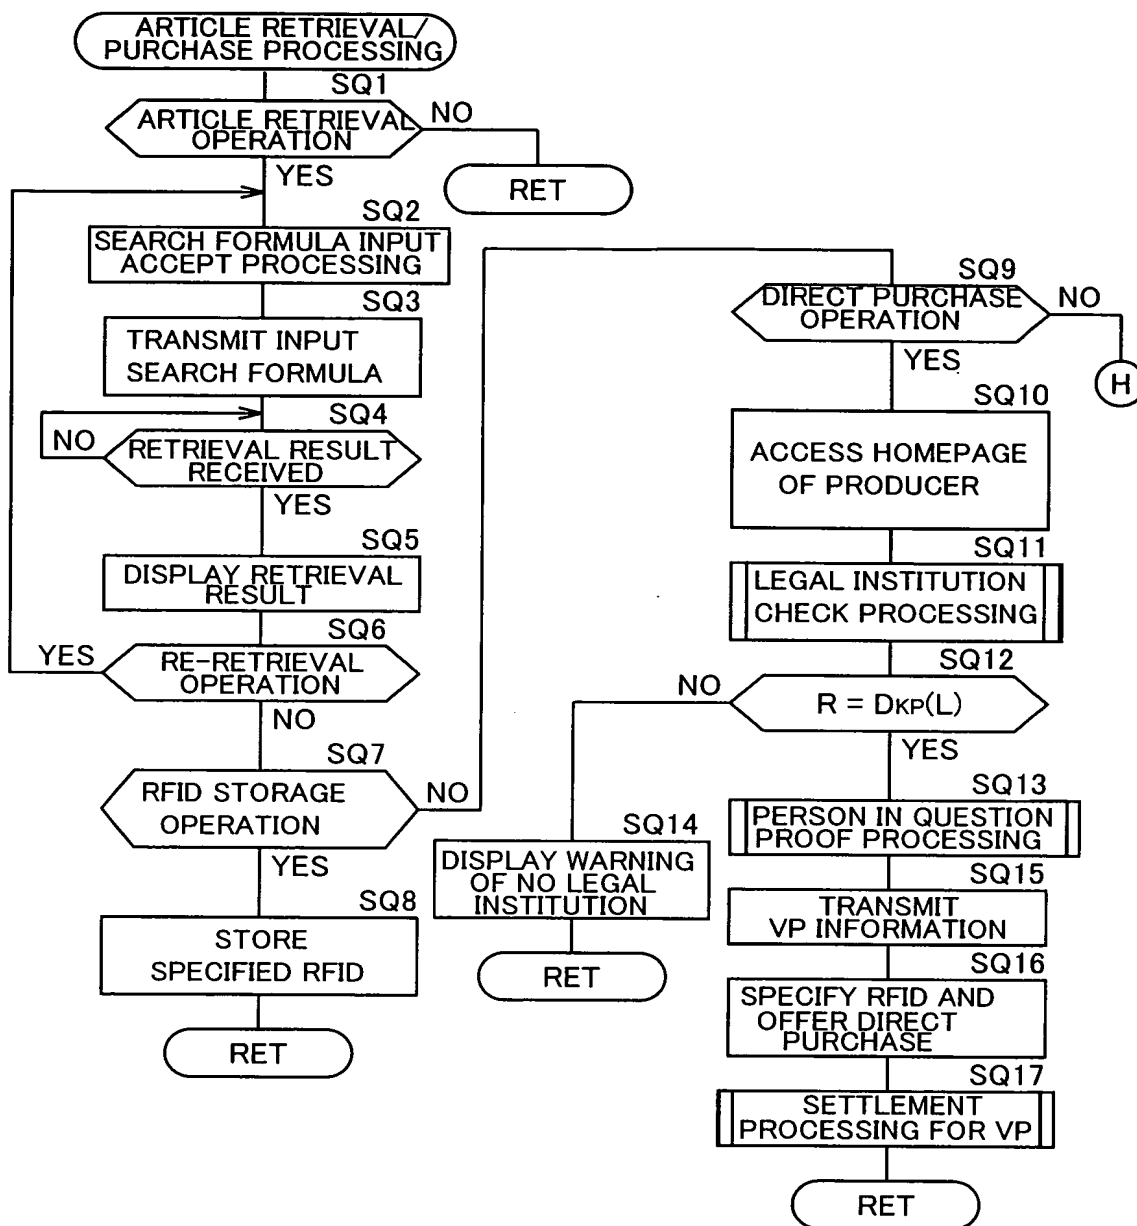 ARTICLE RETRIEVAL/
PURCHASE PROCESSING
SQ1
ARTICLE RETRIEVAL
OPERATION
NO
RET
YES
SQ2
SEARCH FORMULA INPUT
ACCEPT PROCESSING
SQ3
TRANSMIT INPUT
SEARCH FORMULA
SQ4
NO
RETRIEVAL RESULT
RECEIVED
YES
SQ5
DISPLAY RETRIEVAL
RESULT
SQ6
YES
RE-RETRIEVAL
OPERATION
NO
SQ7
RFID STORAGE
OPERATION
NO
YES
SQ8
STORE
SPECIFIED RFID
RET
SQ9
DIRECT PURCHASE
OPERATION
NO
H
YES
SQ10
ACCESS HOMEPAGE
OF PRODUCER
SQ11
LEGAL INSTITUTION
CHECK PROCESSING
SQ12
NO
R = DKP(L)
YES
SQ13
PERSON IN QUESTION
PROOF PROCESSING
SQ14
DISPLAY WARNING
OF NO LEGAL
INSTITUTION
RET
SQ15
TRANSMIT
VP INFORMATION
SQ16
SPECIFY RFID AND
OFFER DIRECT
PURCHASE
SQ17
SETTLEMENT
PROCESSING FOR VP
RET